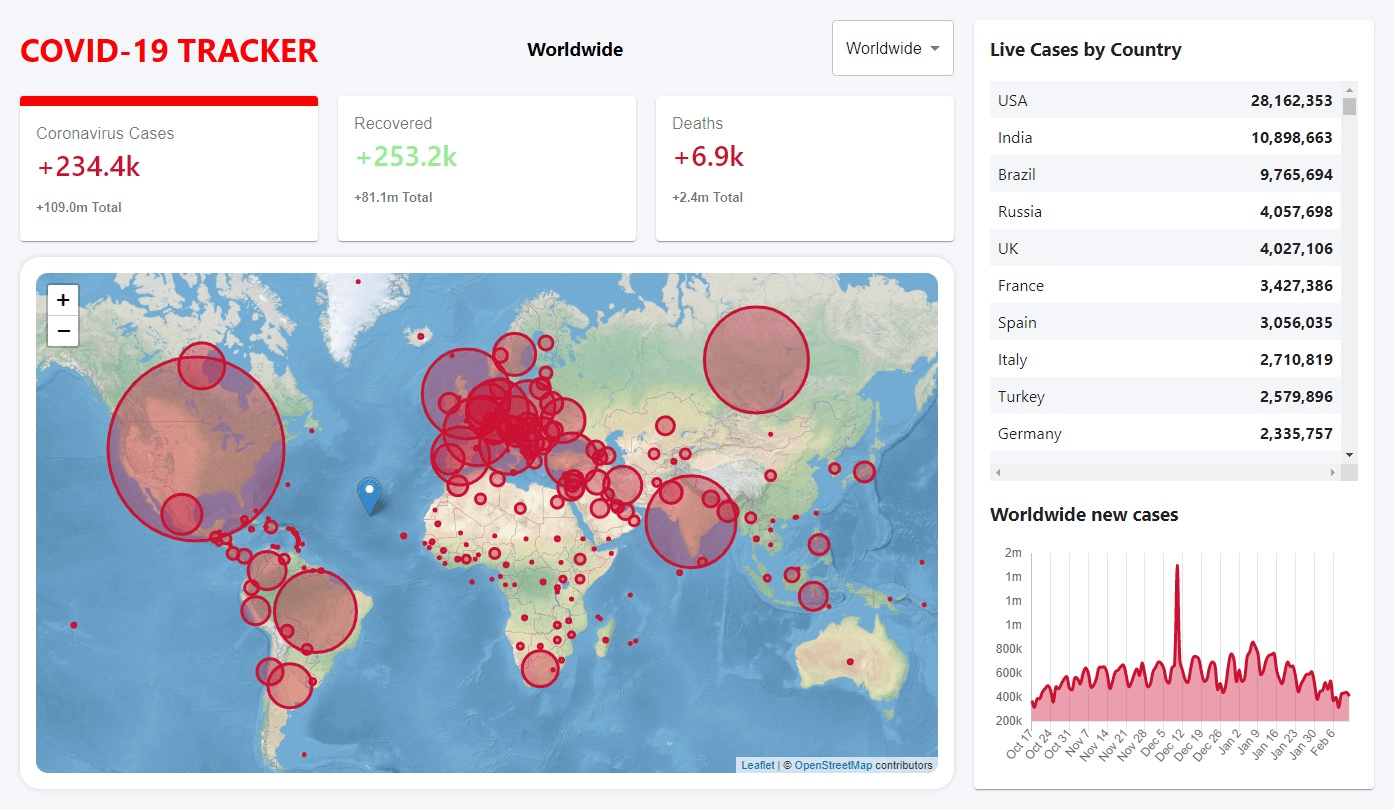 COVID-19 TRACKER
Worldwide
Worldwide
Coronavirus Cases
+234.4k
+109.0m Total
Recovered
+253.2k
+81.1m Total
Deaths
+6.9k
+2.4m Total
+
−
Leaflet | © OpenStreetMap contributors
Live Cases by Country
USA 28,162,353
India 10,898,663
Brazil 9,765,694
Russia 4,057,698
UK 4,027,106
France 3,427,386
Spain 3,056,035
Italy 2,710,819
Turkey 2,579,896
Germany 2,335,757
Worldwide new cases
2m
1m
1m
1m
800k
600k
400k
200k
Oct 17 Oct 24 Oct 31 Nov 7 Nov 14 Nov 21 Nov 28 Dec 5 Dec 12 Dec 19 Dec 26 Jan 2 Jan 9 Jan 16 Jan 23 Jan 30 Feb 6